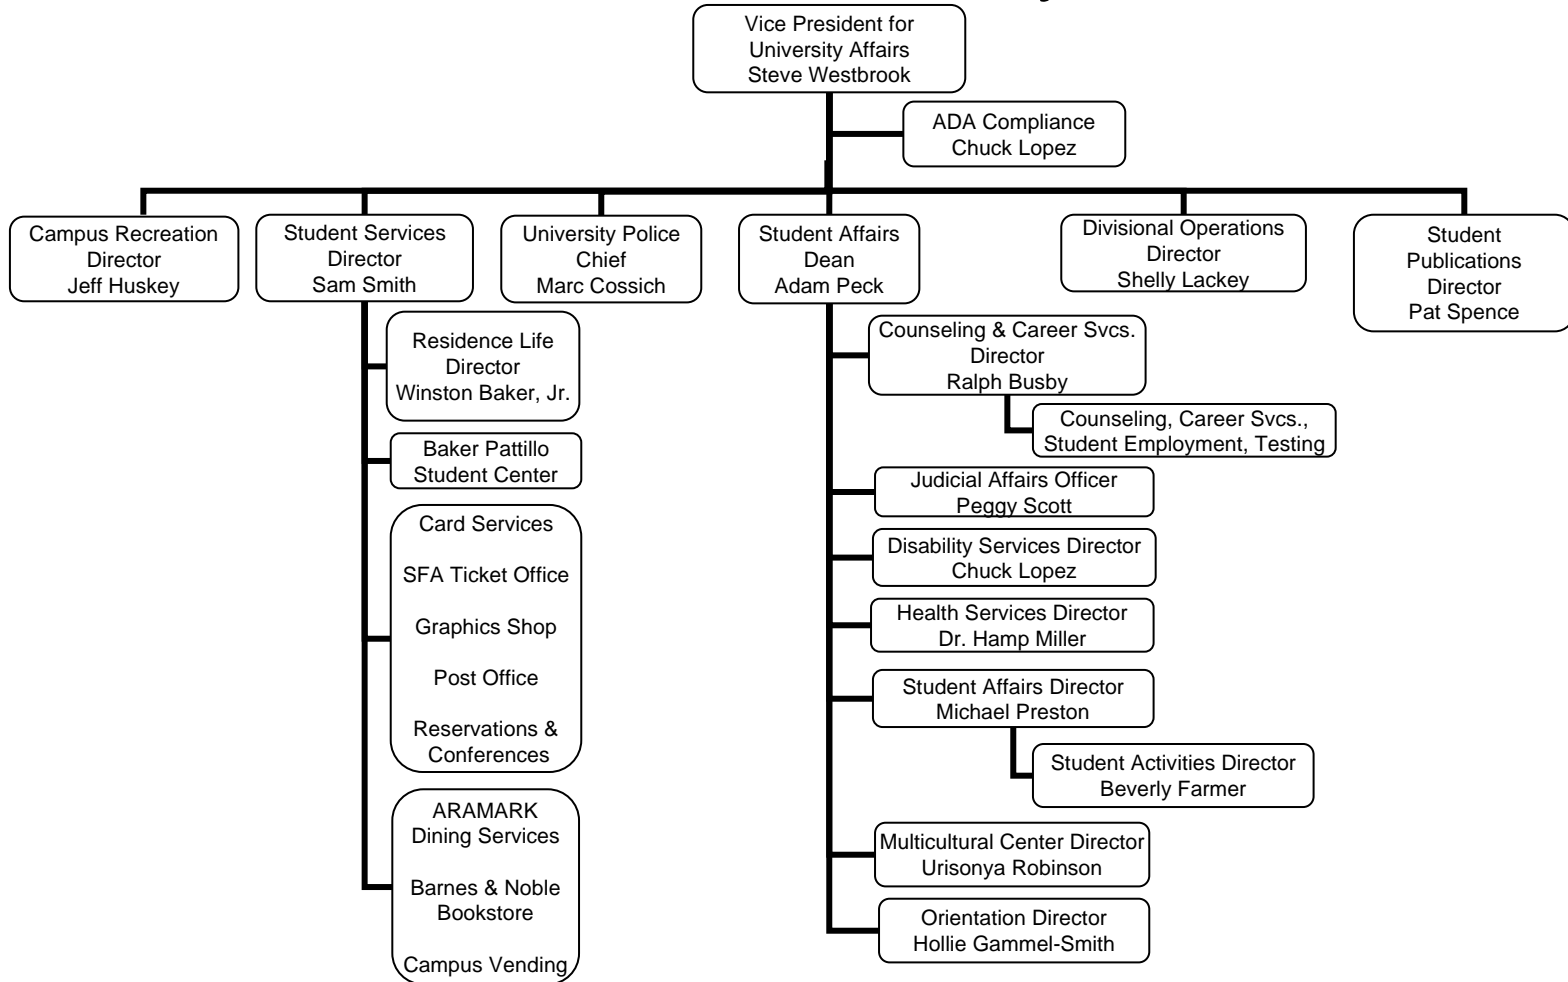 Vice President for
University Affairs
Steve Westbrook
ADA Compliance
Chuck Lopez
Campus Recreation
Director
Jeff Huskey
Student Services
Director
Sam Smith
University Police
Chief
Marc Cossich
Student Affairs
Dean
Adam Peck
Divisional Operations
Director
Shelly Lackey
Student
Publications
Director
Pat Spence
Residence Life
Director
Winston Baker, Jr.
Baker Pattillo
Student Center
Card Services
SFA Ticket Office
Graphics Shop
Post Office
Reservations &
Conferences
ARAMARK
Dining Services
Barnes & Noble
Bookstore
Campus Vending
Counseling & Career Svcs.
Director
Ralph Busby
Counseling, Career Svcs.,
Student Employment, Testing
Judicial Affairs Officer
Peggy Scott
Disability Services Director
Chuck Lopez
Health Services Director
Dr. Hamp Miller
Student Affairs Director
Michael Preston
Student Activities Director
Beverly Farmer
Multicultural Center Director
Urisonya Robinson
Orientation Director
Hollie Gammel-Smith